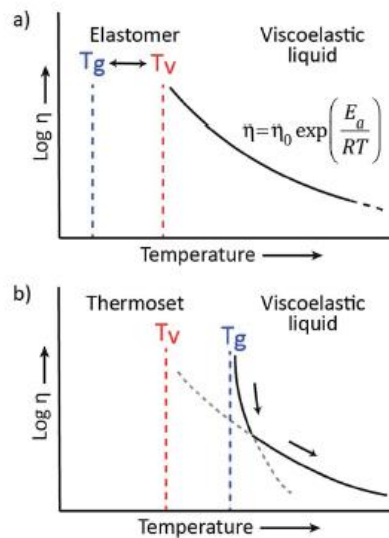 a)
Elastomer
Viscoelastic
liquid
Tg ↔ Tv
η=η0 exp(Ea/RT)
Log η
Temperature
b)
Thermoset
Viscoelastic
liquid
Tv
Tg
Log η
Temperature